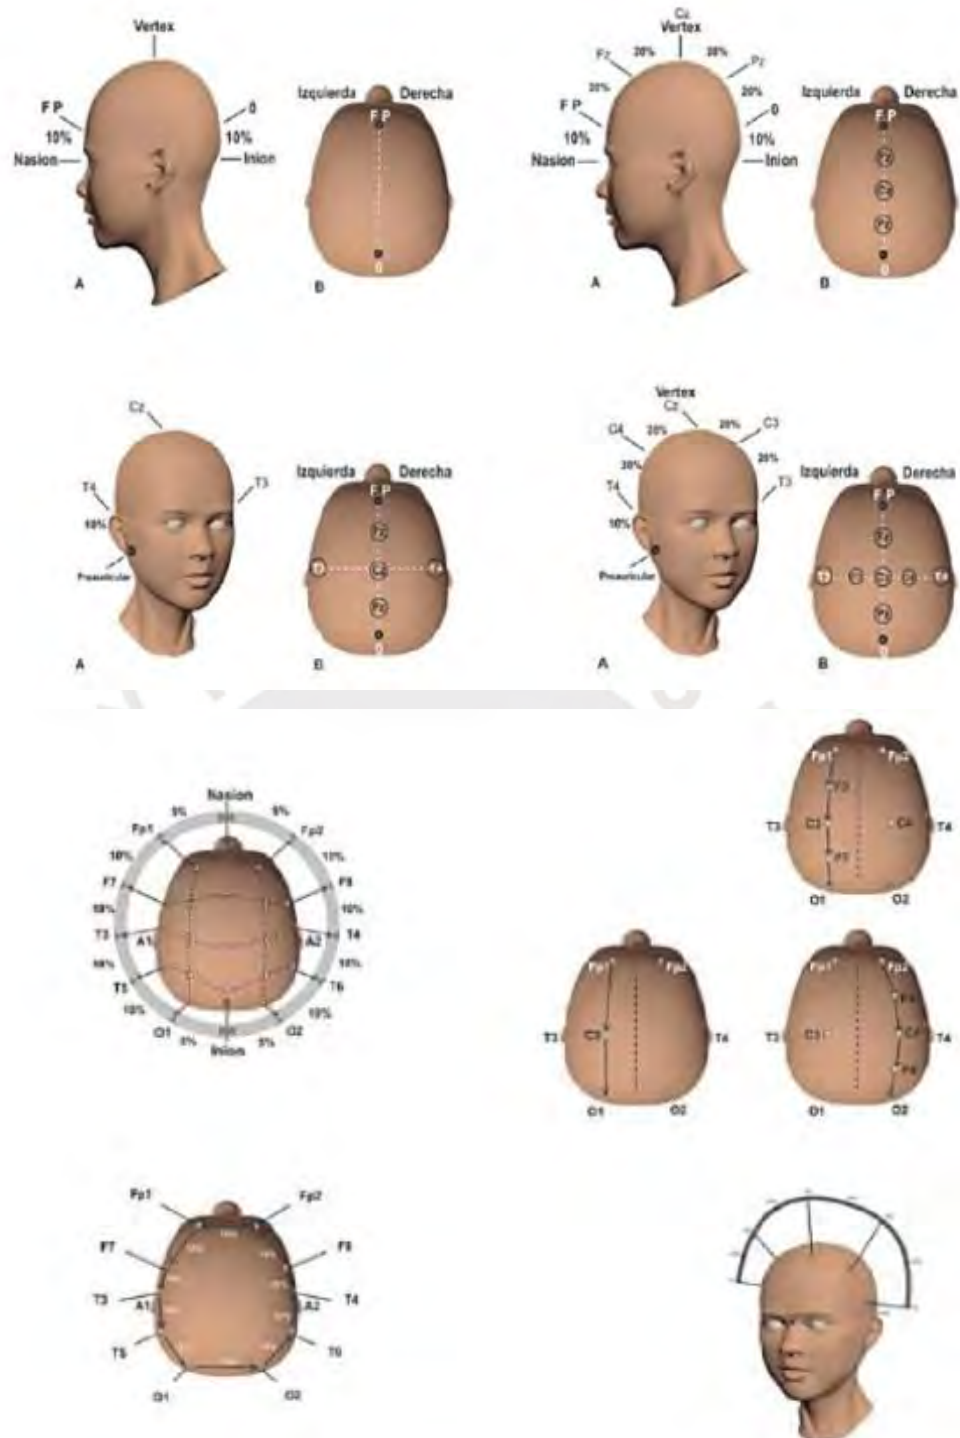 Vertex
F P
10%
Nasion
0
10%
Inion
A
Izquierda Derecha
F P
0
B
Cz
Vertex
20% 20%
Fz Pz
20% 20%
F P
10%
Nasion
0
10%
Inion
A
Izquierda Derecha
F P
Cz
Pz
0
B
Cz
T4 T3
10%
Preauricular
A
Izquierda Derecha
F P
Fz
T3 Cz T4
Pz
0
B
Vertex
Cz
20%
C4 20% C3
20% 20%
T4 T3
10%
Preauricular
A
Izquierda Derecha
F P
Fz
T4
Pz
0
B
Nasion
5% 5%
Fp1 Fp2
10% 10%
F7 F8
10% 10%
T3 A1 A2 T4
10% 10%
T5 T6
10% 10%
O1 5% 5% O2
Inion
Fp1 Fp2
F3
T3 C3 C4 T4
P3
O1 O2
Fp1 Fp2
T3 C3 T4
O1 O2
Fp1 Fp2
F4
T3 C3 C4 T4
P4
O1 O2
Fp1 Fp2
F7 F8
T3 A1 A2 T4
T5 T6
O1 O2